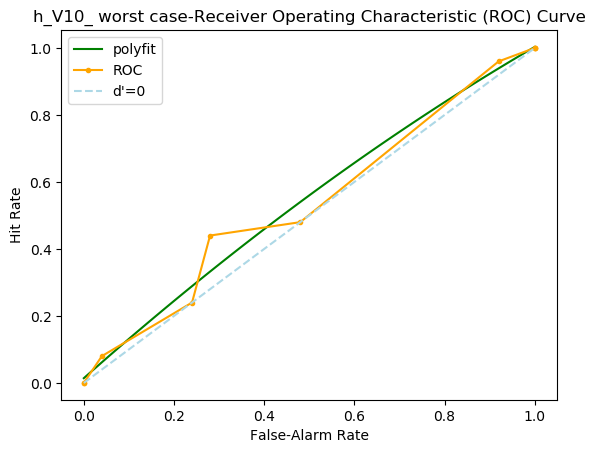 h_V10_ worst case-Receiver Operating Characteristic (ROC) Curve
polyfit
ROC
d'=0
1.0
0.8
0.6
0.4
0.2
0.0
Hit Rate
0.0 0.2 0.4 0.6 0.8 1.0
False-Alarm Rate